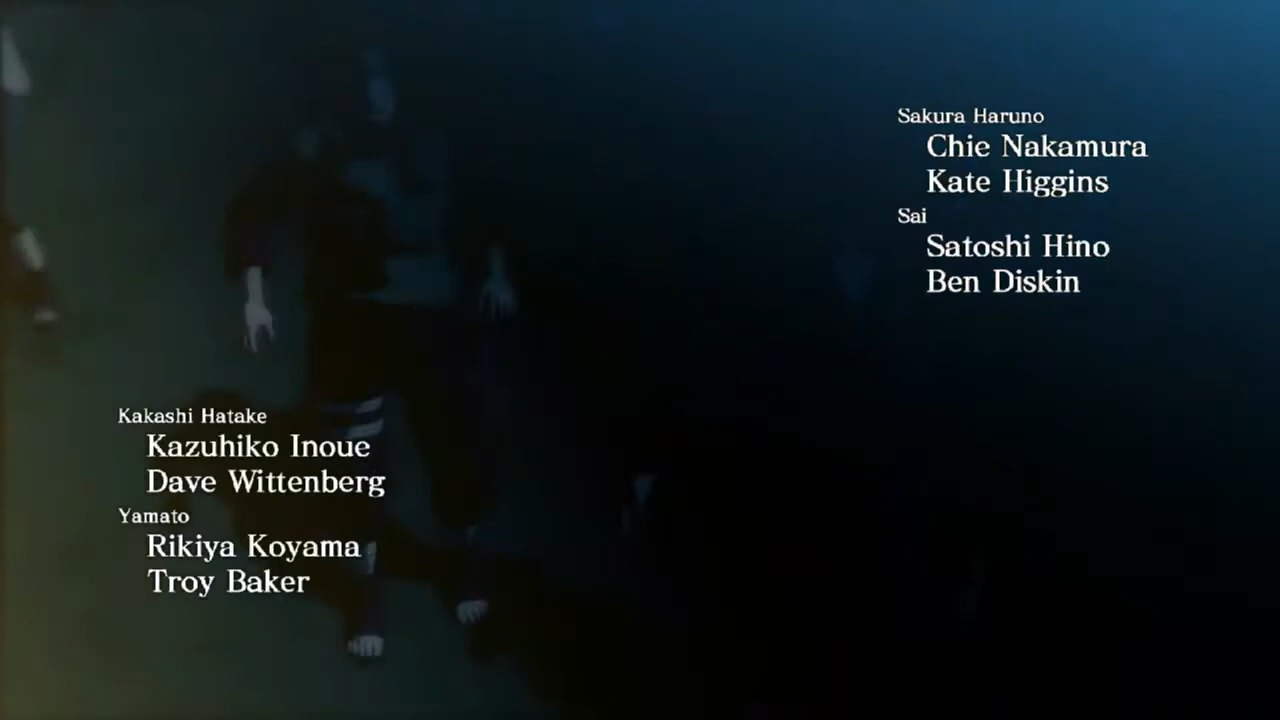 Sakura Haruno
Chie Nakamura
Kate Higgins
Sai
Satoshi Hino
Ben Diskin
Kakashi Hatake
Kazuhiko Inoue
Dave Wittenberg
Yamato
Rikiya Koyama
Troy Baker